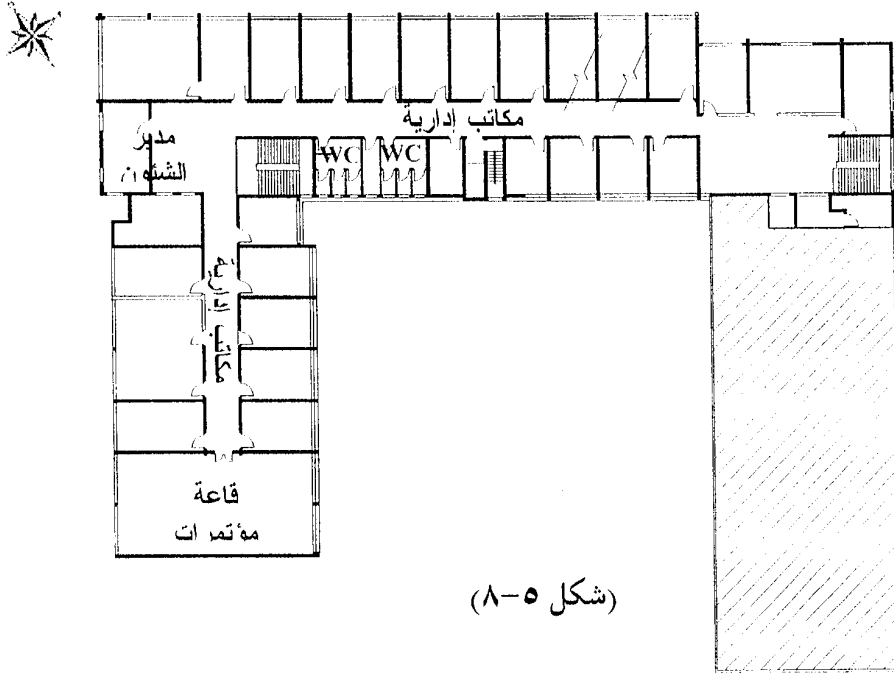 مكاتب إدارية
مدير
الشئون
WC WC
مكاتب إدارية
قاعة
مؤتمرات
(شكل ٥-٨)